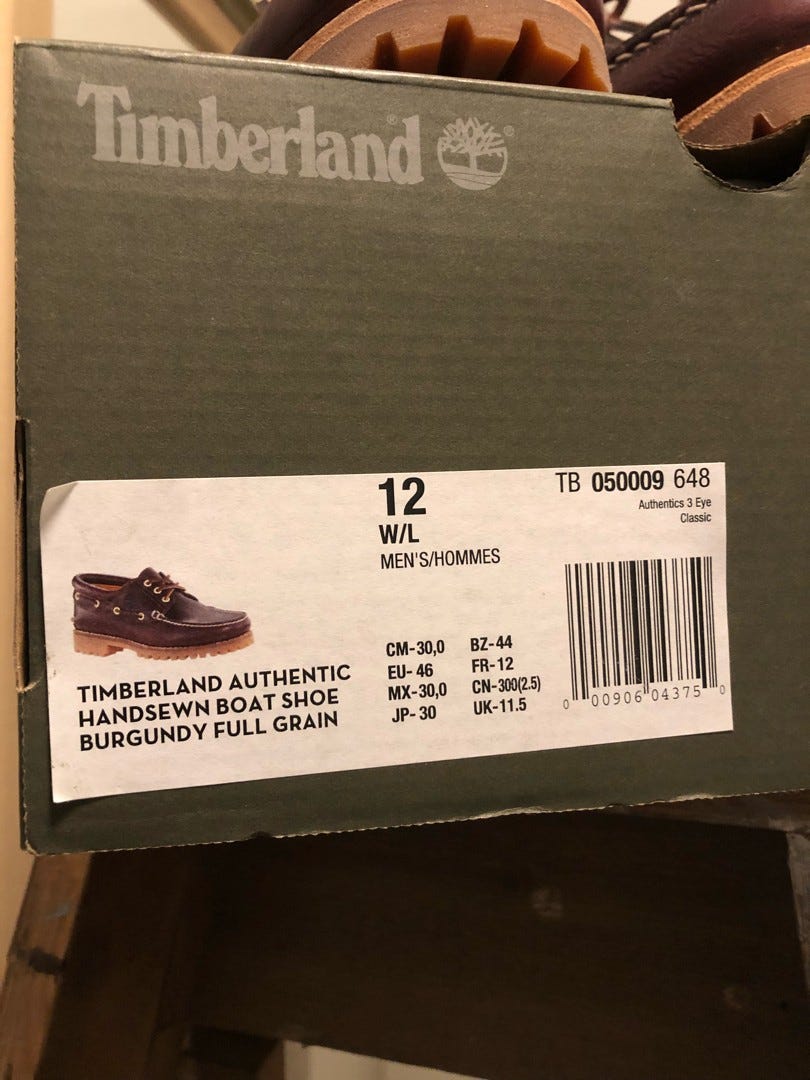 Timberland®
12
W/L
MEN'S/HOMMES
TB 050009 648
Authentics 3 Eye
Classic
TIMBERLAND AUTHENTIC
HANDSEWN BOAT SHOE
BURGUNDY FULL GRAIN
CM-30,0
EU- 46
MX-30,0
JP- 30
BZ-44
FR-12
CN-300(2.5)
UK-11.5
0 00906 04375 0